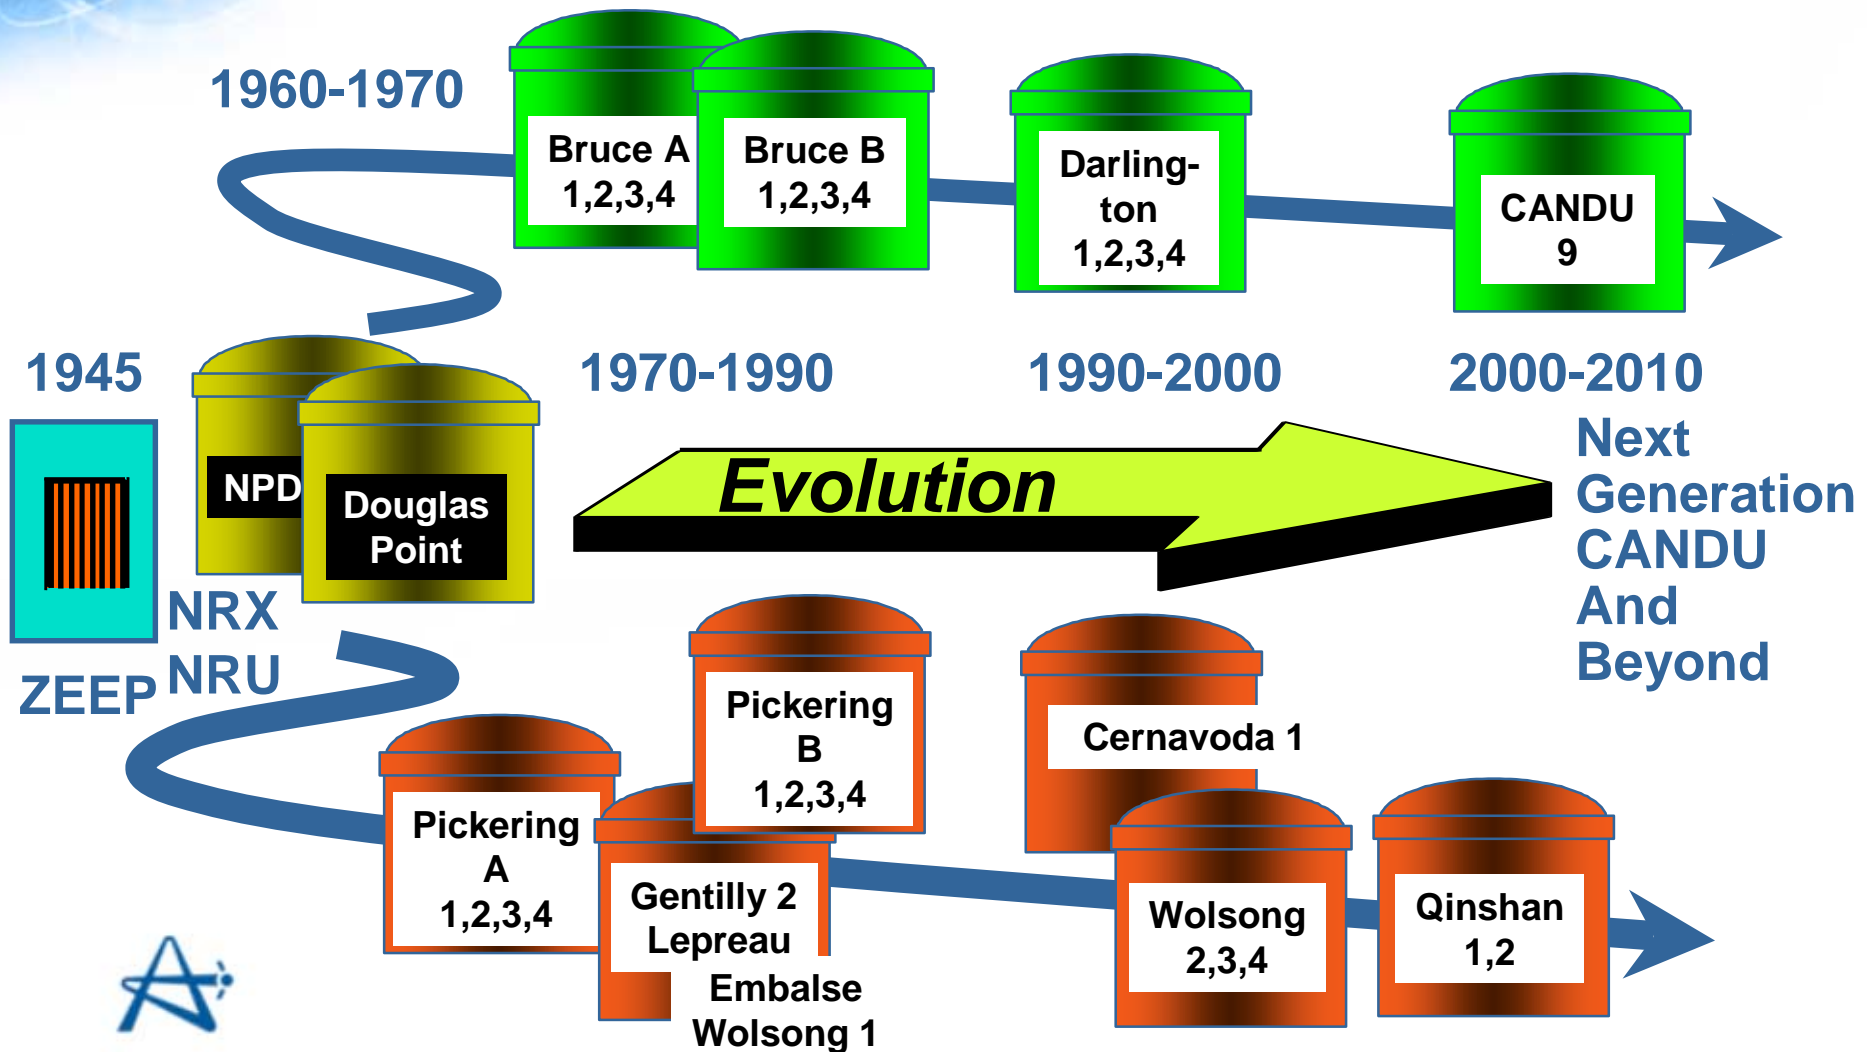 1960-1970
Bruce A
1,2,3,4
Bruce B
1,2,3,4
Darling-
ton
1,2,3,4
CANDU
9
1945
1970-1990
1990-2000
2000-2010
NPD
Douglas
Point
Evolution
Next
Generation
CANDU
And
Beyond
NRX
NRU
ZEEP
Pickering
A
1,2,3,4
Pickering
B
1,2,3,4
Gentilly 2
Lepreau
Embalse
Wolsong 1
Cernavoda 1
Wolsong
2,3,4
Qinshan
1,2